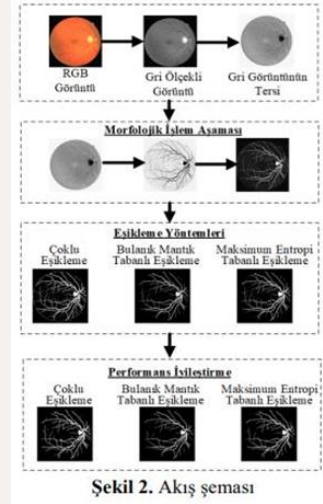 RGB Görüntü
Gri Ölçekli Görüntü
Gri Görüntünün Tersi
Morfolojik İşlem Aşaması
Eşikleme Yöntemleri
Çoklu Eşikleme
Bulanık Mantık Tabanlı Eşikleme
Maksimum Entropi Tabanlı Eşikleme
Performans İyileştirme
Çoklu Eşikleme
Bulanık Mantık Tabanlı Eşikleme
Maksimum Entropi Tabanlı Eşikleme
Şekil 2. Akış şeması